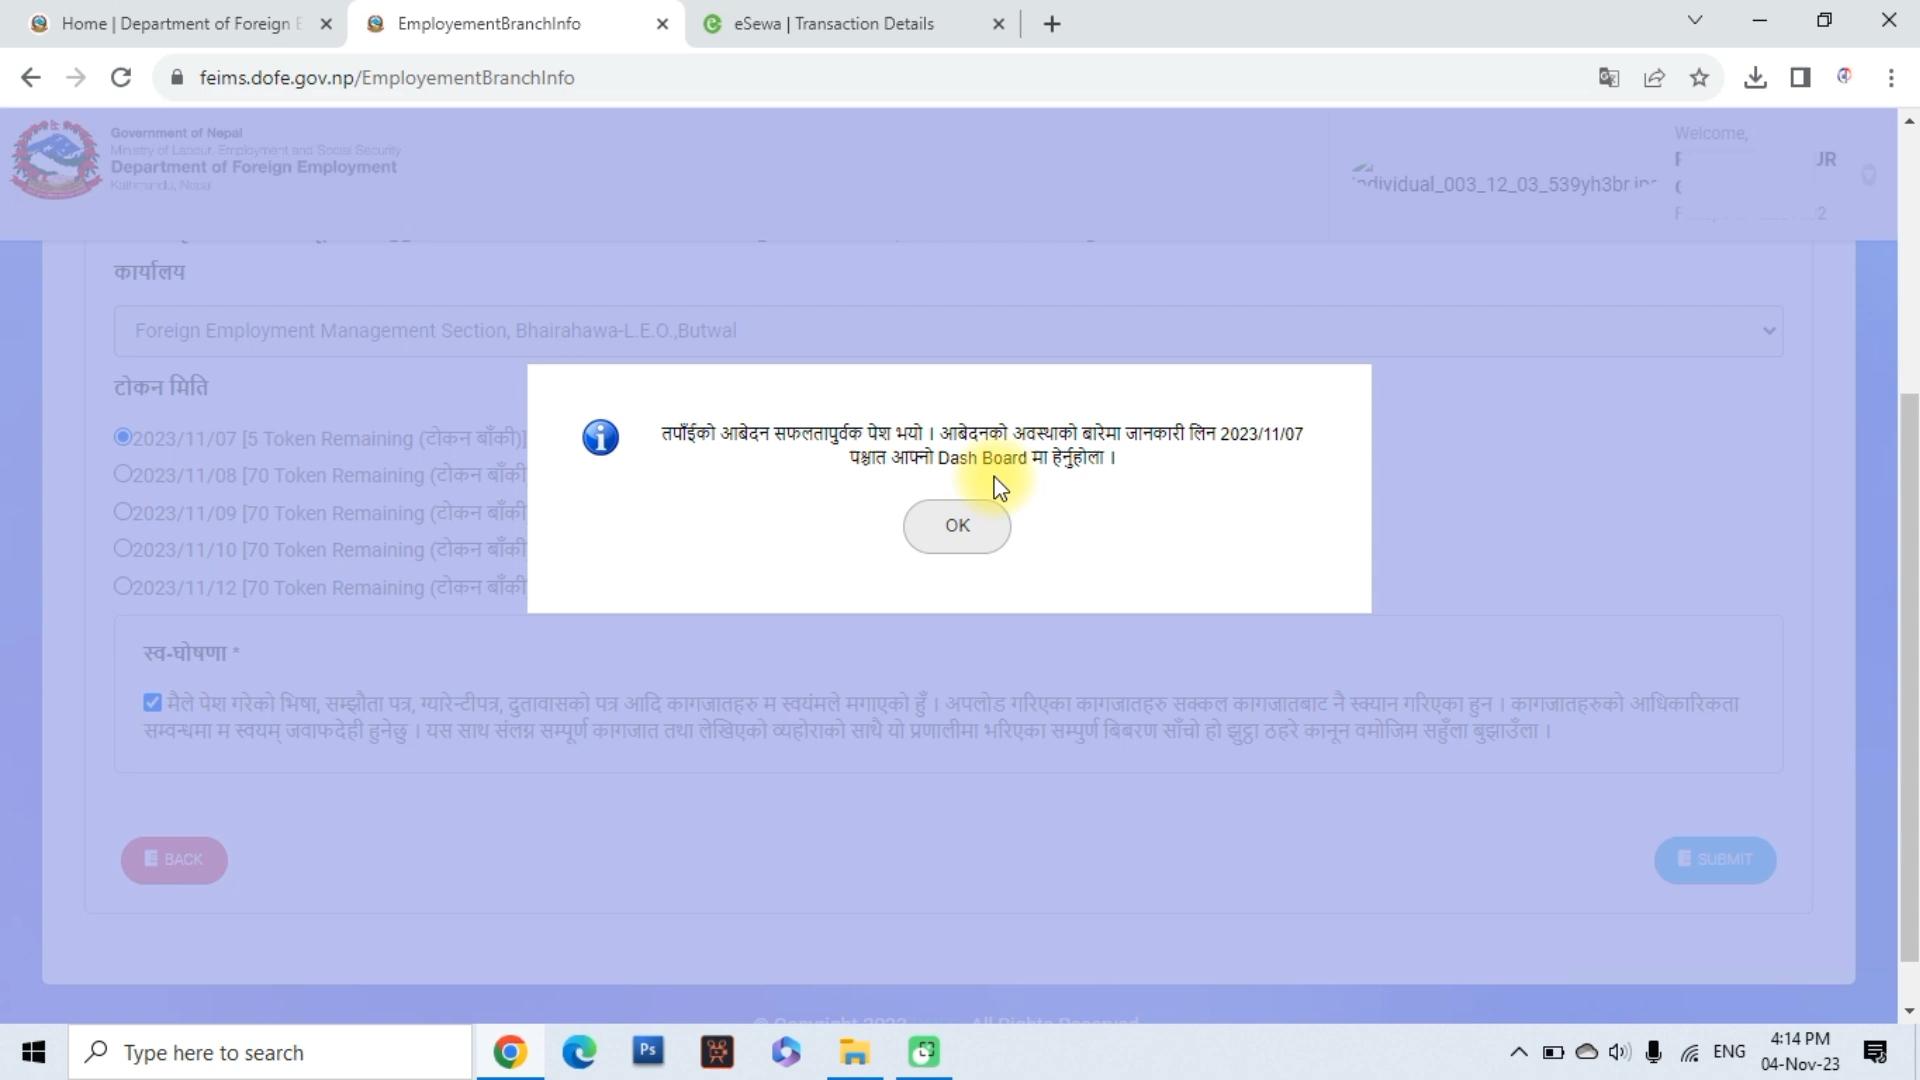 Home | Department of Foreign E
EmployementBranchInfo
eSewa | Transaction Details
feims.dofe.gov.np/EmployementBranchInfo
Government of Nepal
Ministry of Labour, Employment and Social Security
Department of Foreign Employment
Kathmandu, Nepal
Welcome,
कार्यालय
Foreign Employment Management Section, Bhairahawa-L.E.O.,Butwal
टोकन मिति
2023/11/07 [5 Token Remaining (टोकन बाँकी)]
2023/11/08 [70 Token Remaining (टोकन बाँकी
2023/11/09 [70 Token Remaining (टोकन बाँकी
2023/11/10 [70 Token Remaining (टोकन बाँकी
2023/11/12 [70 Token Remaining (टोकन बाँकी
तपाँईको आबेदन सफलतापुर्वक पेश भयो । आबेदनको अवस्थाको बारेमा जानकारी लिन 2023/11/07
पश्चात आफ्नो Dash Board मा हेर्नुहोला ।
OK
स्व-घोषणा *
मैले पेश गरेको भिषा, सम्झौता पत्र, ग्यारेन्टीपत्र, दुतावासको पत्र आदि कागजातहरु म स्वयंमले मगाएको हुँ । अपलोड गरिएका कागजातहरु सक्कल कागजातबाट नै स्क्यान गरिएका हुन । कागजातहरुको आधिकारिकता
सम्वन्धमा म स्वयम् जवाफदेही हुनेछु । यस साथ संलग्न सम्पूर्ण कागजात तथा लेखिएको व्यहोराको साथै यो प्रणालीमा भरिएका सम्पुर्ण बिबरण साँचो हो झुट्ठा ठहरे कानून वमोजिम सहुँला बुझाउँला ।
BACK
SUBMIT
Type here to search
Ps
ENG
4:14 PM
04-Nov-23